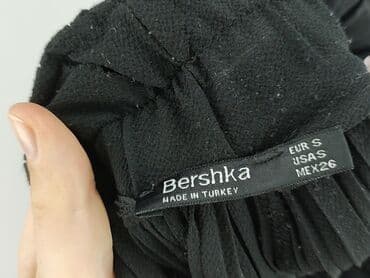 Bershka
MADE IN TURKEY
EUR S
USA S
MEX 26